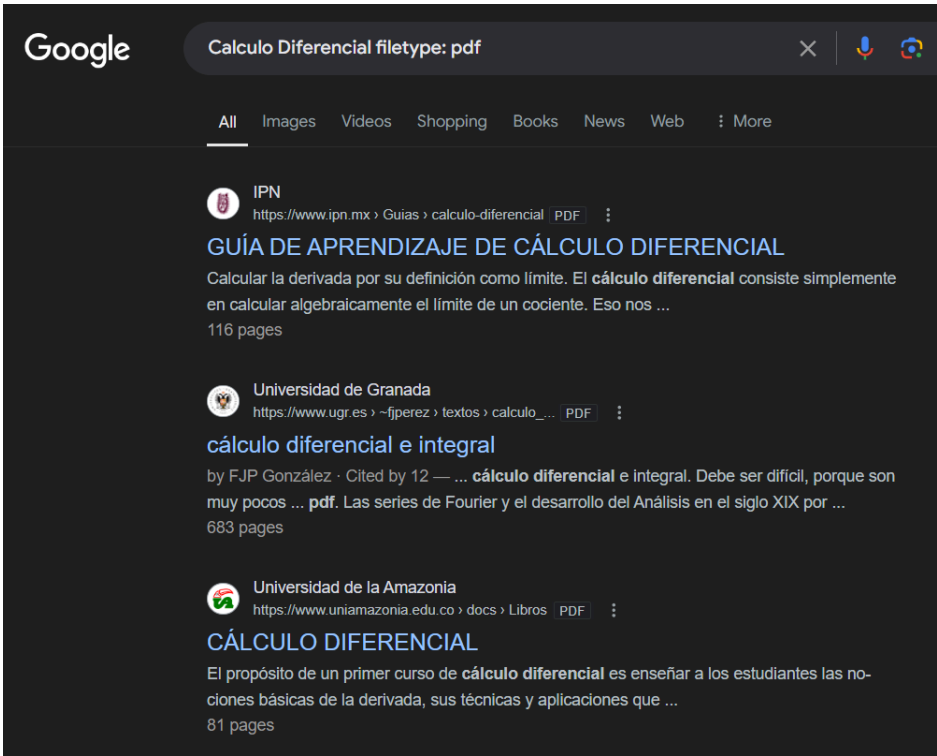 Google
Calculo Diferencial filetype: pdf
All Images Videos Shopping Books News Web More
IPN
https://www.ipn.mx › Guias › calculo-diferencial PDF
GUÍA DE APRENDIZAJE DE CÁLCULO DIFERENCIAL
Calcular la derivada por su definición como límite. El cálculo diferencial consiste simplemente
en calcular algebraicamente el límite de un cociente. Eso nos ...
116 pages
Universidad de Granada
https://www.ugr.es › ~fjperez › textos › calculo_... PDF
cálculo diferencial e integral
by FJP González · Cited by 12 — ... cálculo diferencial e integral. Debe ser difícil, porque son
muy pocos ... pdf. Las series de Fourier y el desarrollo del Análisis en el siglo XIX por ...
683 pages
Universidad de la Amazonia
https://www.uniamazonia.edu.co › docs › Libros PDF
CÁLCULO DIFERENCIAL
El propósito de un primer curso de cálculo diferencial es enseñar a los estudiantes las no-
ciones básicas de la derivada, sus técnicas y aplicaciones que ...
81 pages